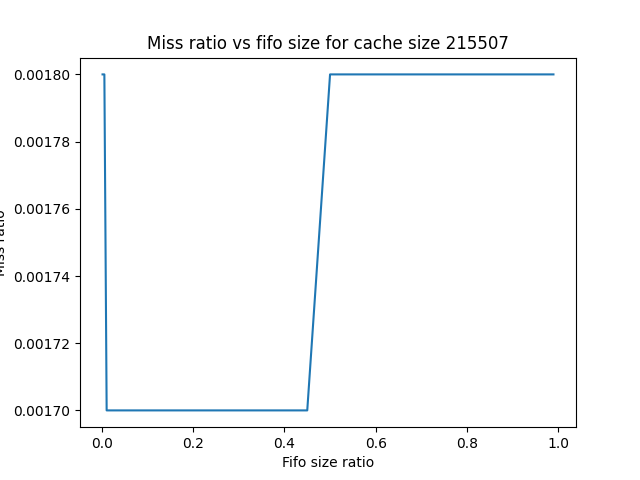 Miss ratio vs fifo size for cache size 215507
0.00180
0.00178
0.00176
0.00174
0.00172
0.00170
Miss ratio
0.0 0.2 0.4 0.6 0.8 1.0
Fifo size ratio